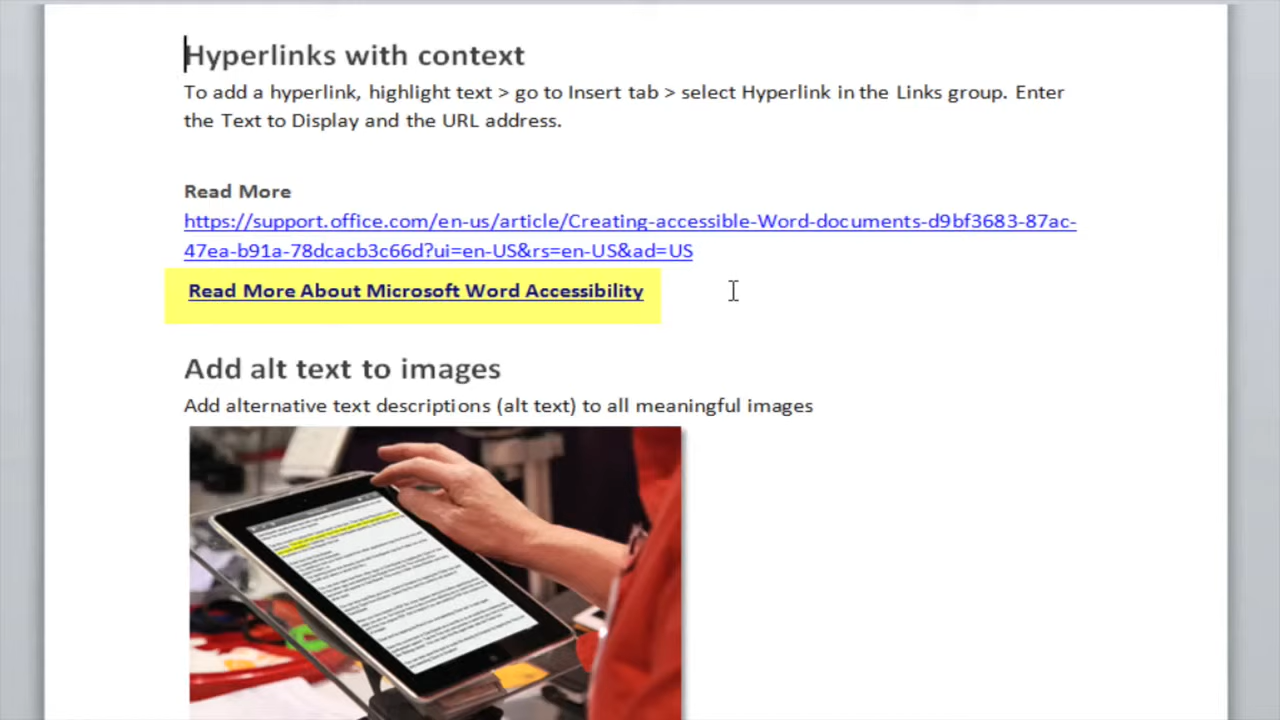 Hyperlinks with context
To add a hyperlink, highlight text > go to Insert tab > select Hyperlink in the Links group. Enter
the Text to Display and the URL address.
Read More
https://support.office.com/en-us/article/Creating-accessible-Word-documents-d9bf3683-87ac-
47ea-b91a-78dcacb3c66d?ui=en-US&rs=en-US&ad=US
Read More About Microsoft Word Accessibility
Add alt text to images
Add alternative text descriptions (alt text) to all meaningful images